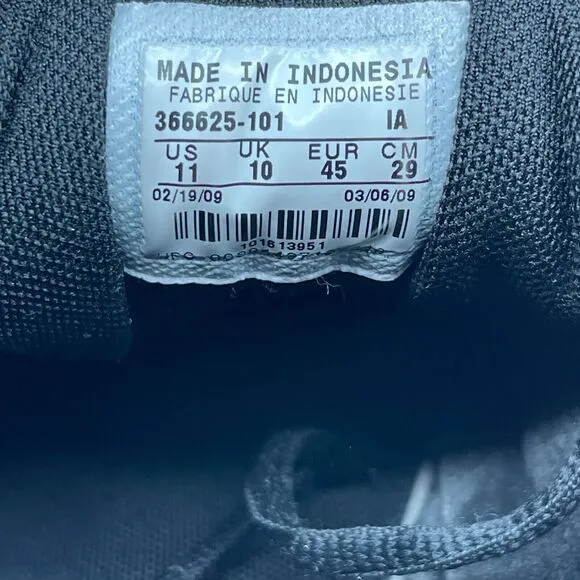 MADE IN INDONESIA
FABRIQUE EN INDONESIE
366625-101 IA
US UK EUR CM
11 10 45 29
02/19/09 03/06/09
101613951